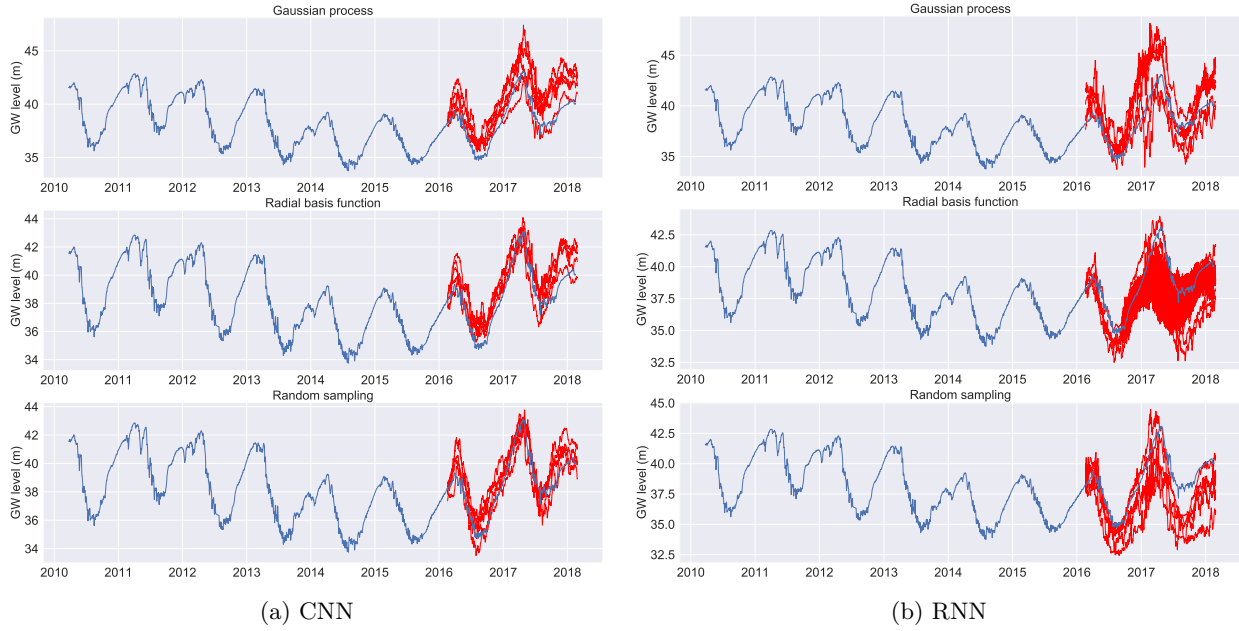 Gaussian process
GW level (m)
45
40
35
2010 2011 2012 2013 2014 2015 2016 2017 2018
Radial basis function
GW level (m)
44
42
40
38
36
34
2010 2011 2012 2013 2014 2015 2016 2017 2018
Random sampling
GW level (m)
44
42
40
38
36
34
2010 2011 2012 2013 2014 2015 2016 2017 2018
(a) CNN
Gaussian process
GW level (m)
45
40
35
2010 2011 2012 2013 2014 2015 2016 2017 2018
Radial basis function
GW level (m)
42.5
40.0
37.5
35.0
32.5
2010 2011 2012 2013 2014 2015 2016 2017 2018
Random sampling
GW level (m)
45.0
42.5
40.0
37.5
35.0
32.5
2010 2011 2012 2013 2014 2015 2016 2017 2018
(b) RNN